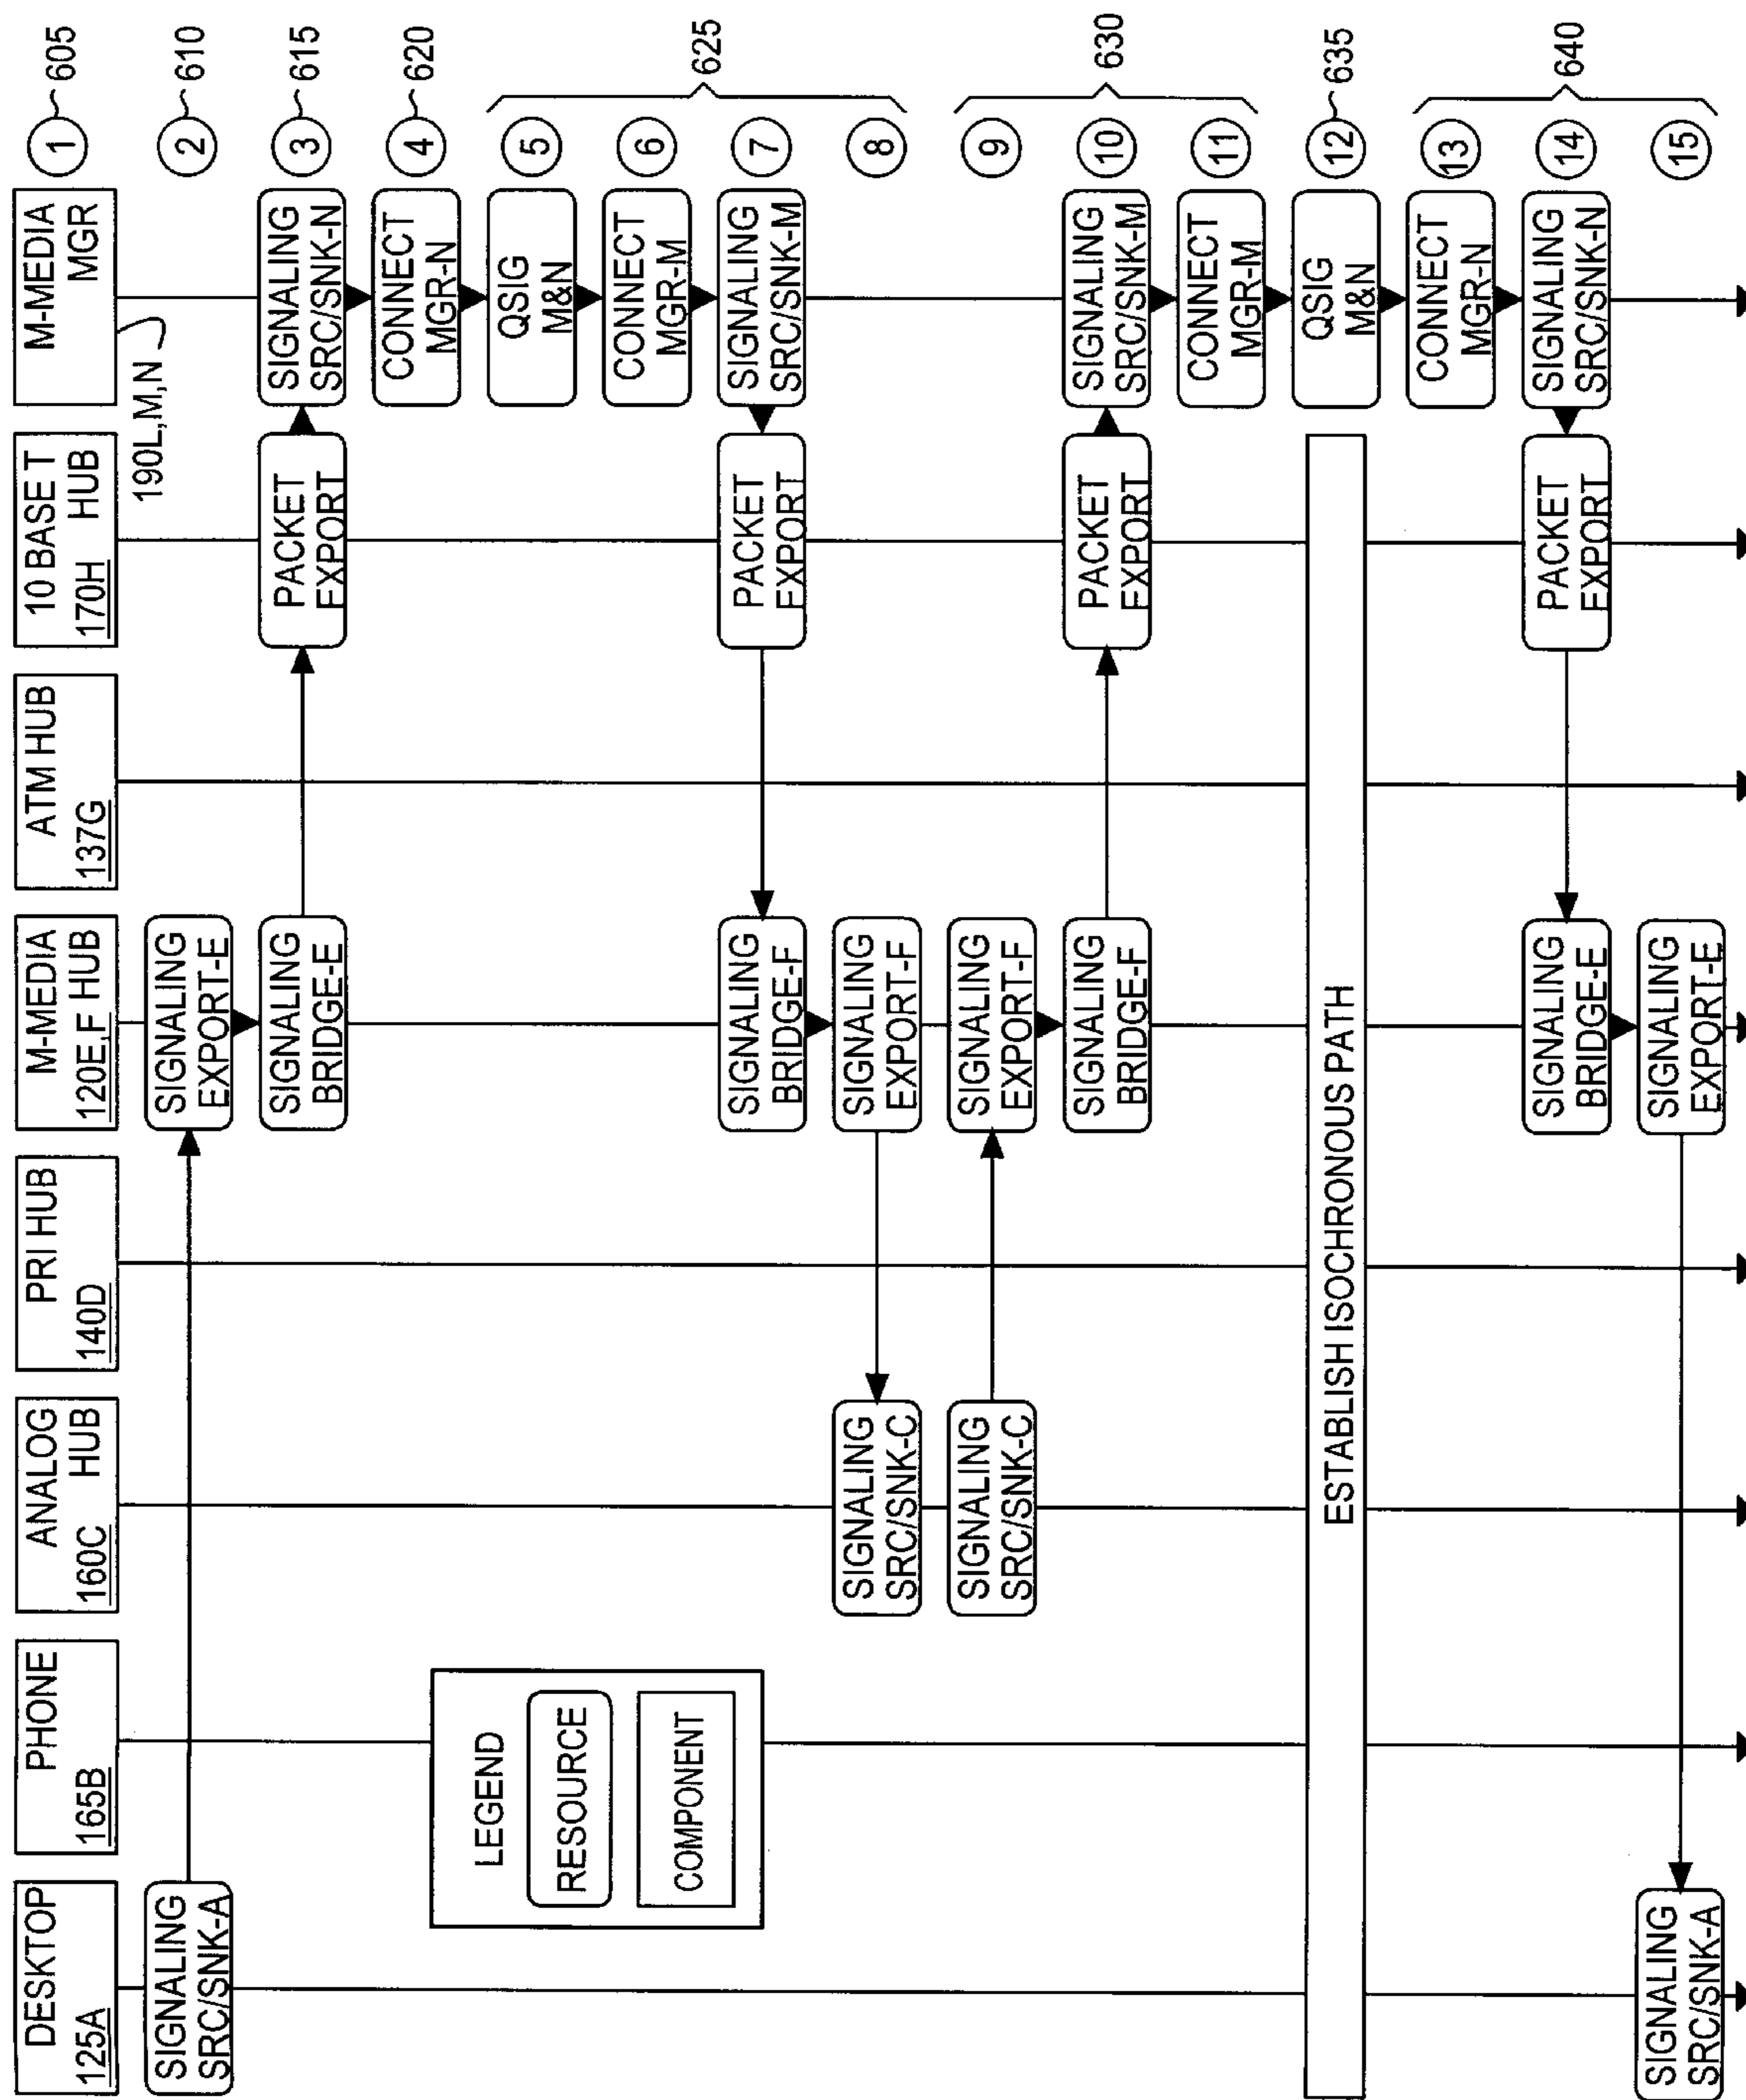 DESKTOP
125A
PHONE
165B
ANALOG
160C HUB
PRI HUB
140D
M-MEDIA
120E,F HUB
ATM HUB
137G
10 BASE T
170H HUB
M-MEDIA
MGR
190L,M,N
1
605
SIGNALING
SRC/SNK-A
SIGNALING
EXPORT-E
2
610
SIGNALING
BRIDGE-E
PACKET
EXPORT
SIGNALING
SRC/SNK-N
3
615
CONNECT
MGR-N
4
620
LEGEND
RESOURCE
COMPONENT
QSIG
M&N
5
CONNECT
MGR-M
6
625
SIGNALING
BRIDGE-F
PACKET
EXPORT
SIGNALING
SRC/SNK-M
7
SIGNALING
SRC/SNK-C
SIGNALING
EXPORT-F
8
SIGNALING
SRC/SNK-C
SIGNALING
EXPORT-F
9
SIGNALING
BRIDGE-F
PACKET
EXPORT
SIGNALING
SRC/SNK-M
10
630
CONNECT
MGR-M
11
ESTABLISH ISOCHRONOUS PATH
QSIG
M&N
12
635
CONNECT
MGR-N
13
SIGNALING
BRIDGE-E
PACKET
EXPORT
SIGNALING
SRC/SNK-N
14
640
SIGNALING
SRC/SNK-A
SIGNALING
EXPORT-E
15